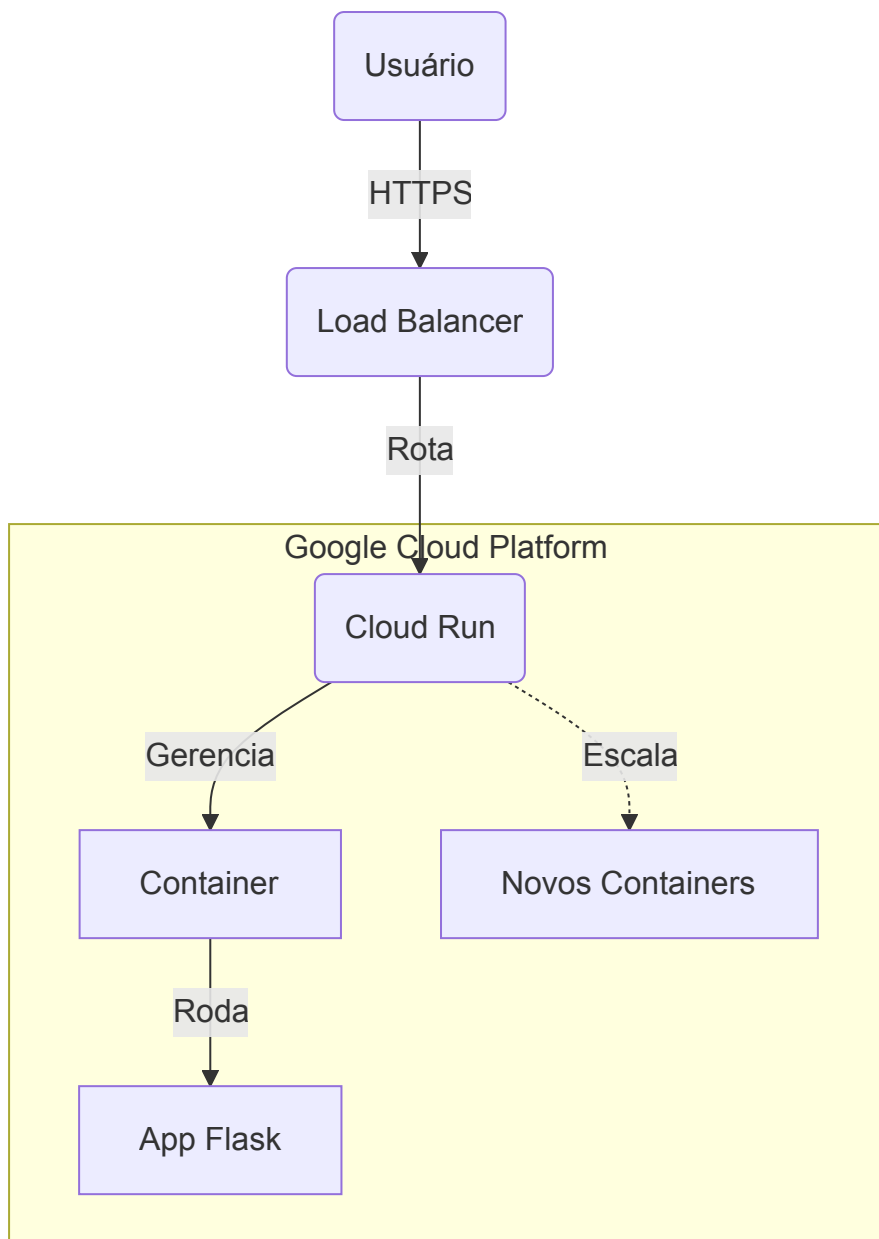 Usuário
HTTPS
Load Balancer
Rota
Google Cloud Platform
Cloud Run
Gerencia
Escala
Container
Novos Containers
Roda
App Flask